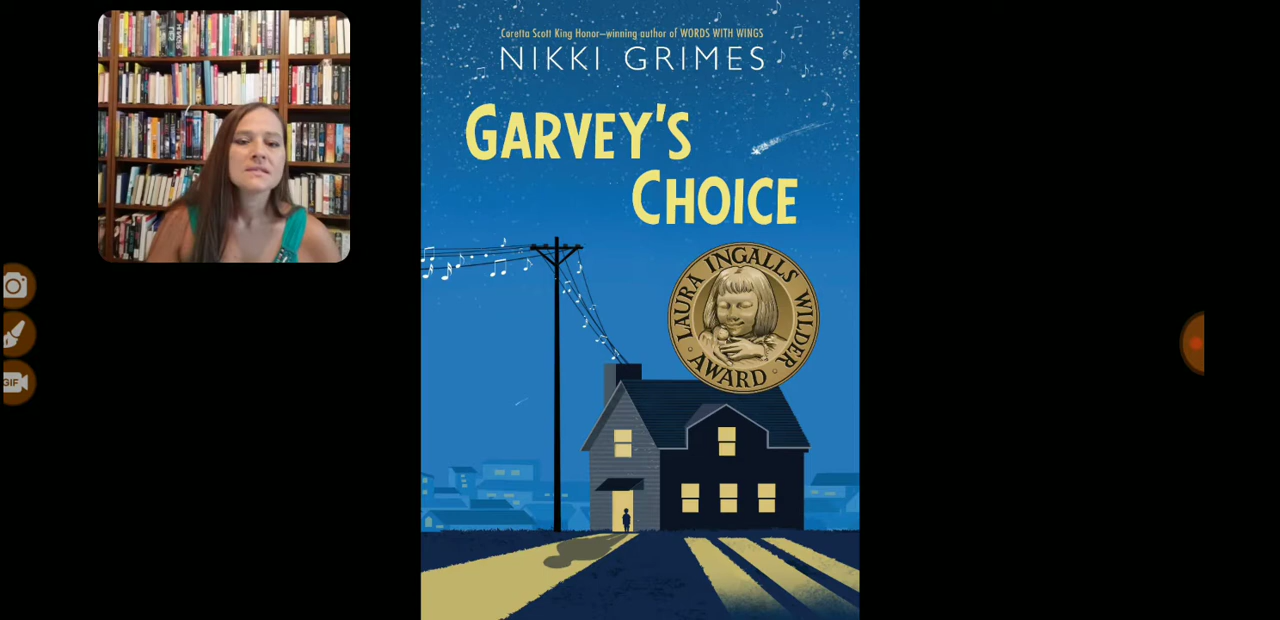 Coretta Scott King Honor–winning author of WORDS WITH WINGS
NIKKI GRIMES
GARVEY'S
CHOICE
LAURA INGALLS WILDER
· AWARD ·
GIF